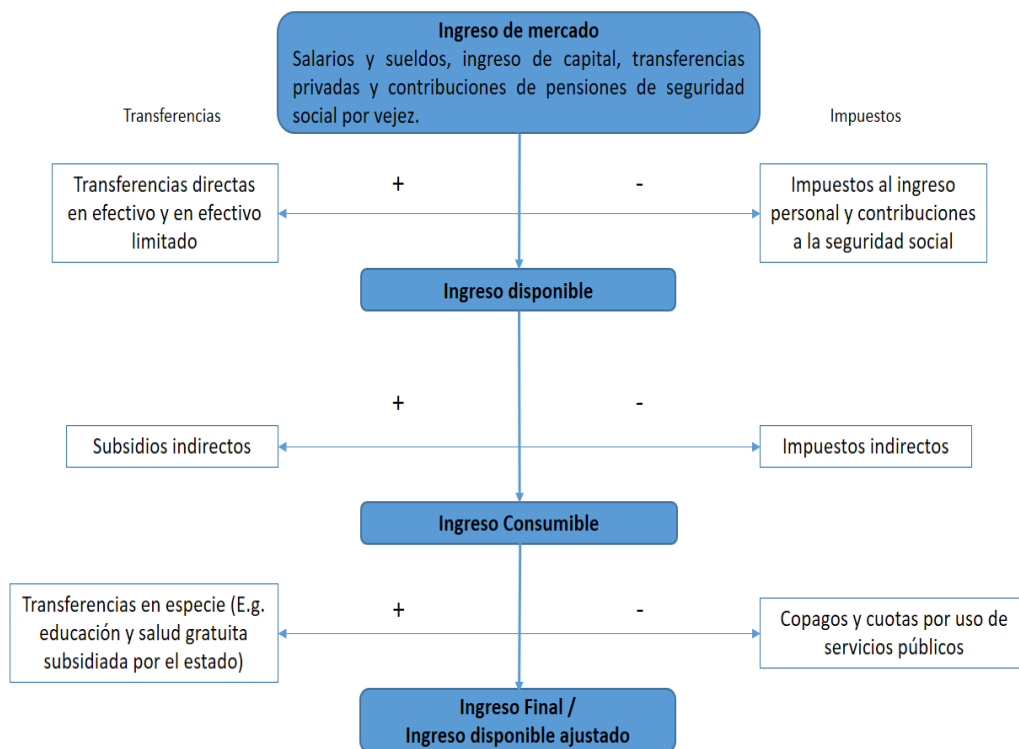 Ingreso de mercado
Salarios y sueldos, ingreso de capital, transferencias
privadas y contribuciones de pensiones de seguridad
social por vejez.
Transferencias
Impuestos
Transferencias directas
en efectivo y en efectivo
limitado
+
-
Impuestos al ingreso
personal y contribuciones
a la seguridad social
Ingreso disponible
+
-
Subsidios indirectos
Impuestos indirectos
Ingreso Consumible
Transferencias en especie (E.g.
educación y salud gratuita
subsidiada por el estado)
+
-
Copagos y cuotas por uso de
servicios públicos
Ingreso Final /
Ingreso disponible ajustado